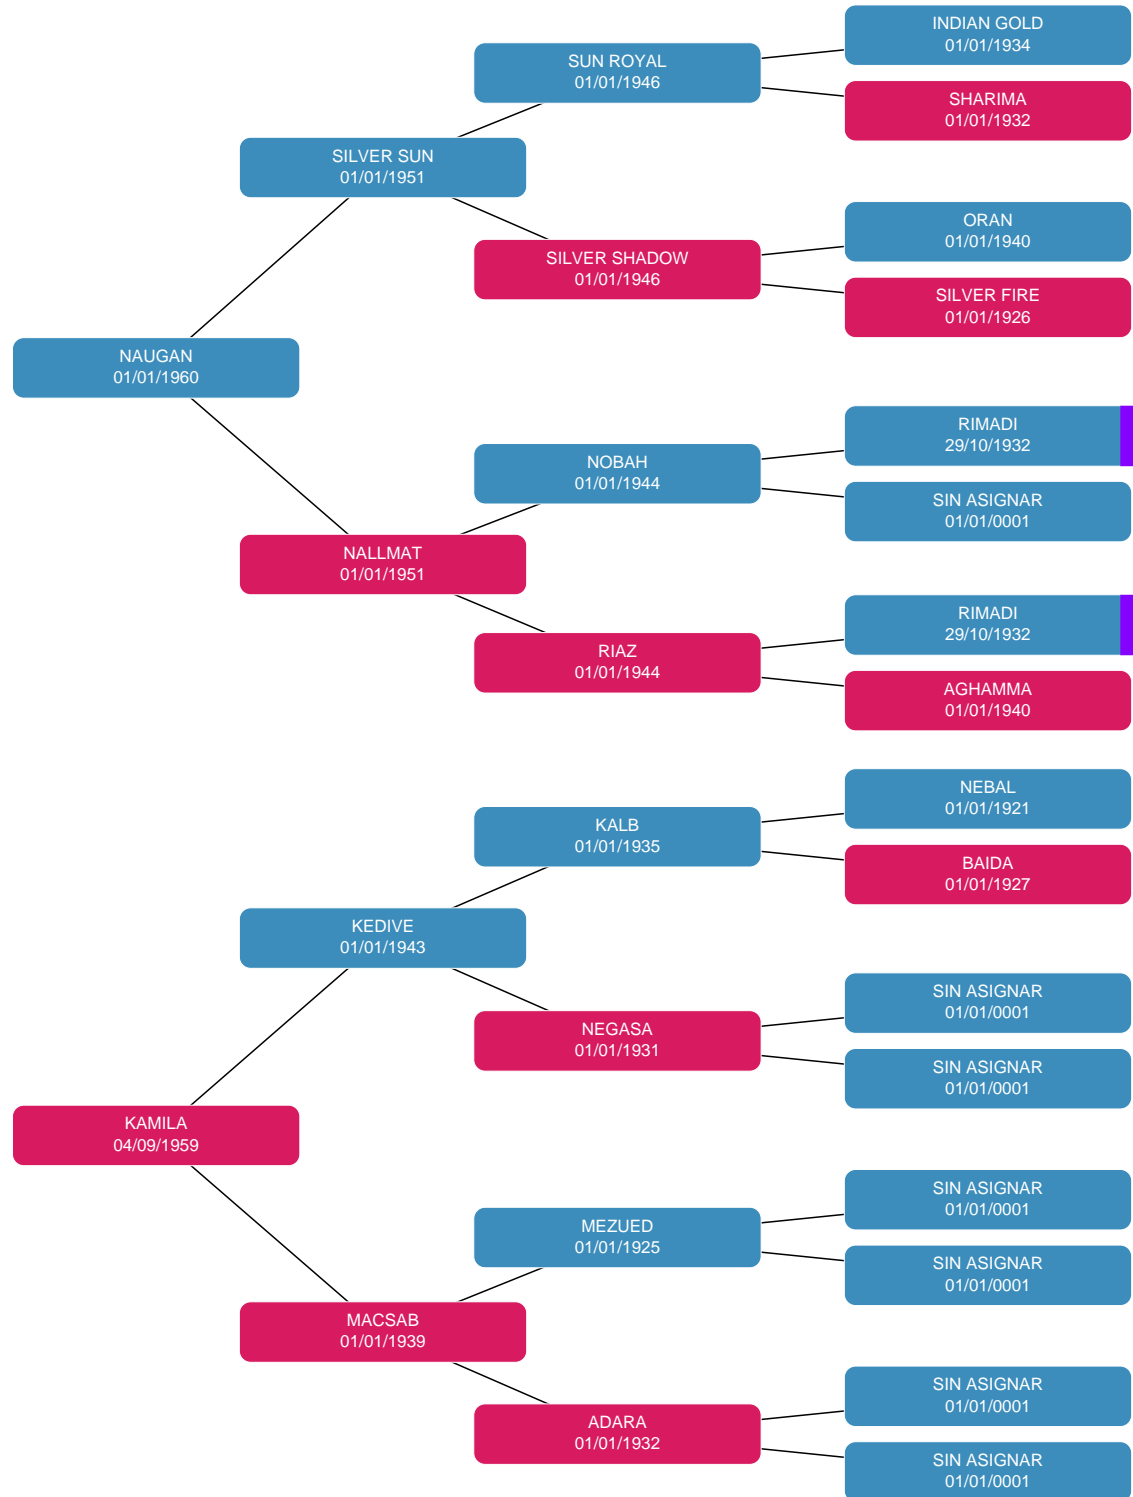 INDIAN GOLD
01/01/1934
SUN ROYAL
01/01/1946
SHARIMA
01/01/1932
SILVER SUN
01/01/1951
ORAN
01/01/1940
SILVER SHADOW
01/01/1946
SILVER FIRE
01/01/1926
NAUGAN
01/01/1960
RIMADI
29/10/1932
NOBAH
01/01/1944
SIN ASIGNAR
01/01/0001
NALLMAT
01/01/1951
RIMADI
29/10/1932
RIAZ
01/01/1944
AGHAMMA
01/01/1940
NEBAL
01/01/1921
KALB
01/01/1935
BAIDA
01/01/1927
KEDIVE
01/01/1943
SIN ASIGNAR
01/01/0001
NEGASA
01/01/1931
SIN ASIGNAR
01/01/0001
KAMILA
04/09/1959
SIN ASIGNAR
01/01/0001
MEZUED
01/01/1925
SIN ASIGNAR
01/01/0001
MACSAB
01/01/1939
SIN ASIGNAR
01/01/0001
ADARA
01/01/1932
SIN ASIGNAR
01/01/0001